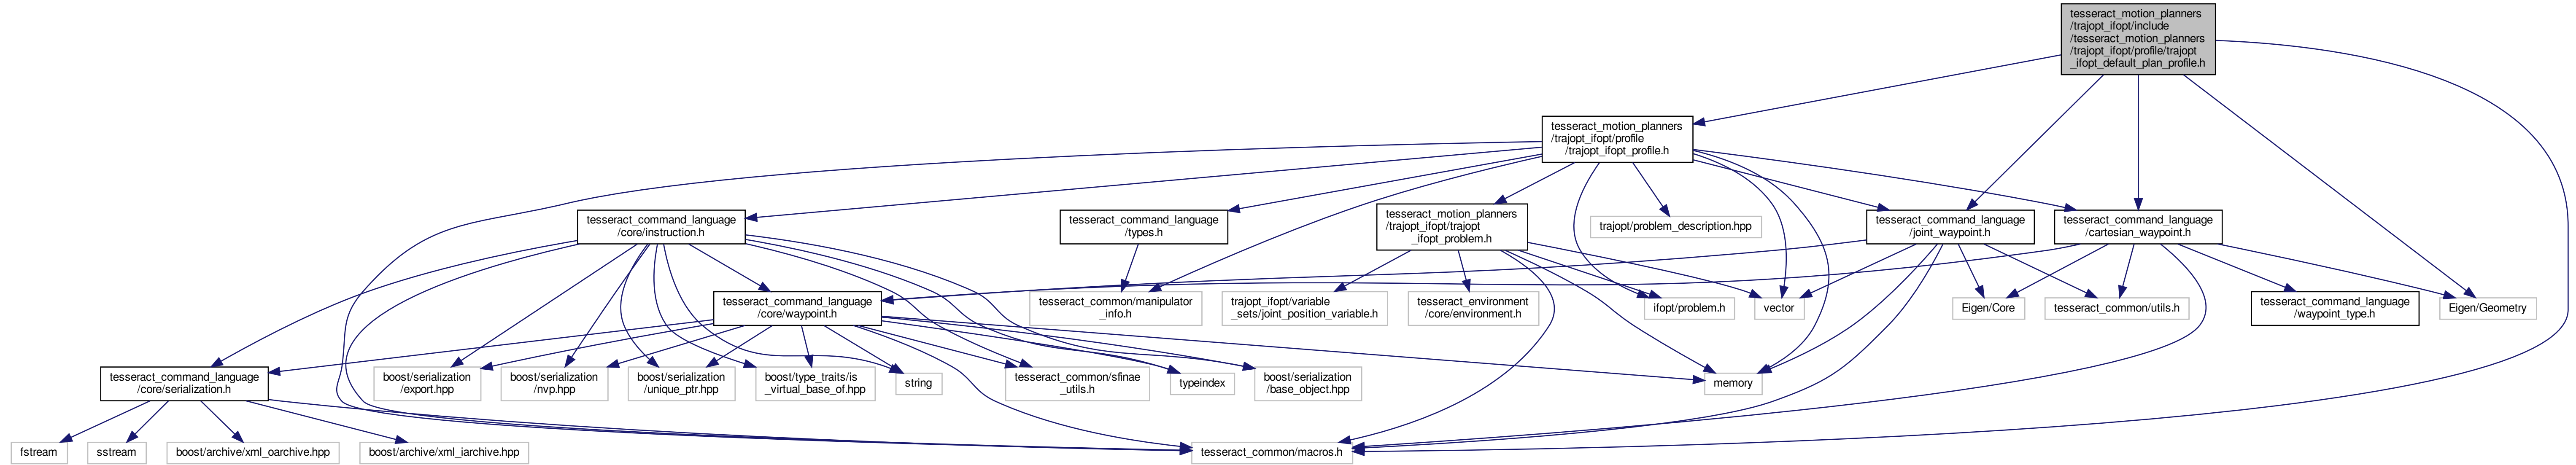 tesseract_motion_planners
/trajopt_ifopt/include
/tesseract_motion_planners
/trajopt_ifopt/profile/trajopt
_ifopt_default_plan_profile.h
tesseract_motion_planners
/trajopt_ifopt/profile
/trajopt_ifopt_profile.h
tesseract_command_language
/core/instruction.h
tesseract_command_language
/types.h
tesseract_motion_planners
/trajopt_ifopt/trajopt
_ifopt_problem.h
trajopt/problem_description.hpp
tesseract_command_language
/joint_waypoint.h
tesseract_command_language
/cartesian_waypoint.h
tesseract_command_language
/core/waypoint.h
tesseract_common/manipulator
_info.h
trajopt_ifopt/variable
_sets/joint_position_variable.h
tesseract_environment
/core/environment.h
ifopt/problem.h
vector
Eigen/Core
tesseract_common/utils.h
tesseract_command_language
/waypoint_type.h
Eigen/Geometry
tesseract_command_language
/core/serialization.h
boost/serialization
/export.hpp
boost/serialization
/nvp.hpp
boost/serialization
/unique_ptr.hpp
boost/type_traits/is
_virtual_base_of.hpp
string
tesseract_common/sfinae
_utils.h
typeindex
boost/serialization
/base_object.hpp
memory
fstream
sstream
boost/archive/xml_oarchive.hpp
boost/archive/xml_iarchive.hpp
tesseract_common/macros.h